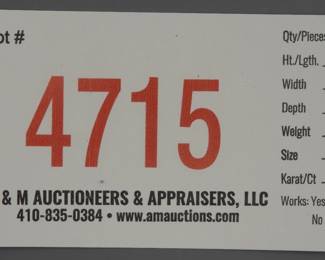 ot #
4715
& M AUCTIONEERS & APPRAISERS, LLC
410-835-0384 • www.amauctions.com
Qty/Pieces
Ht./Lgth.
Width
Depth
Weight
Size
Karat/Ct
Works: Yes
No